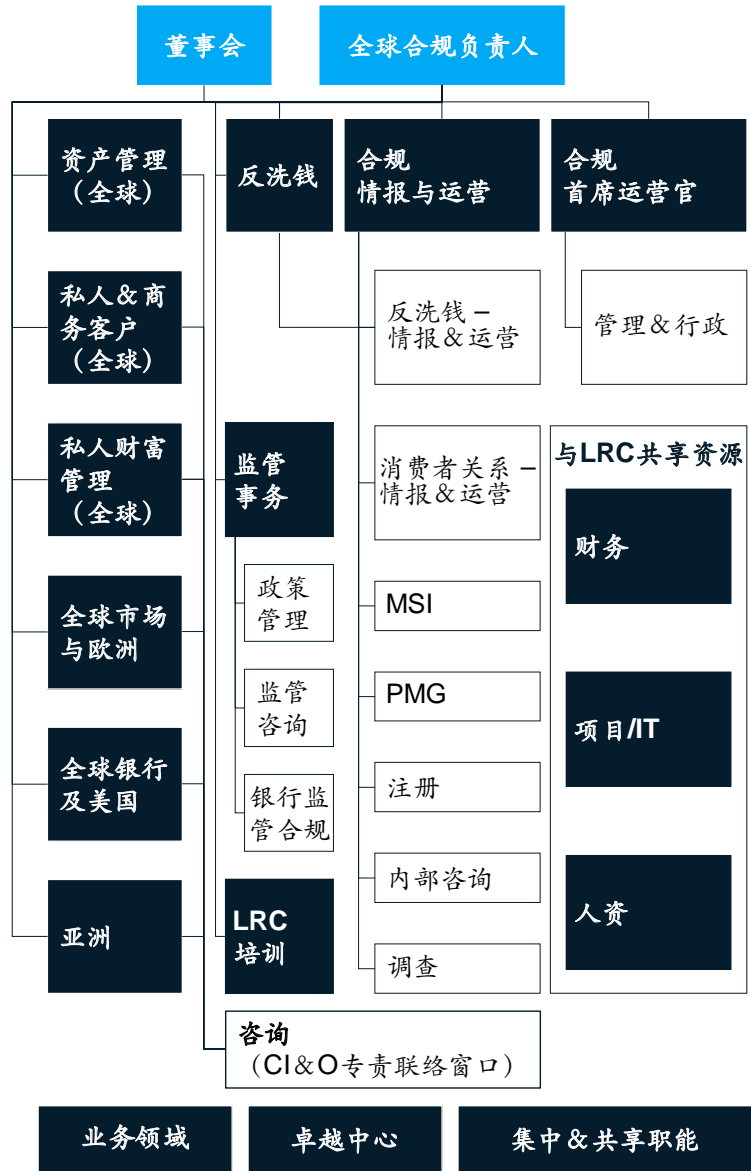 董事会
全球合规负责人
资产管理
（全球）
反洗钱
合规
情报与运营
合规
首席运营官
私人&商
务客户
（全球）
反洗钱 –
情报&运营
管理&行政
私人财富
管理
（全球）
监管
事务
消费者关系 –
情报&运营
与LRC共享资源
财务
全球市场
与欧洲
政策
管理
MSI
监管
咨询
PMG
项目/IT
全球银行
及美国
银行监
管合规
注册
内部咨询
亚洲
LRC
培训
调查
人资
咨询
（CI&O专责联络窗口）
业务领域
卓越中心
集中&共享职能